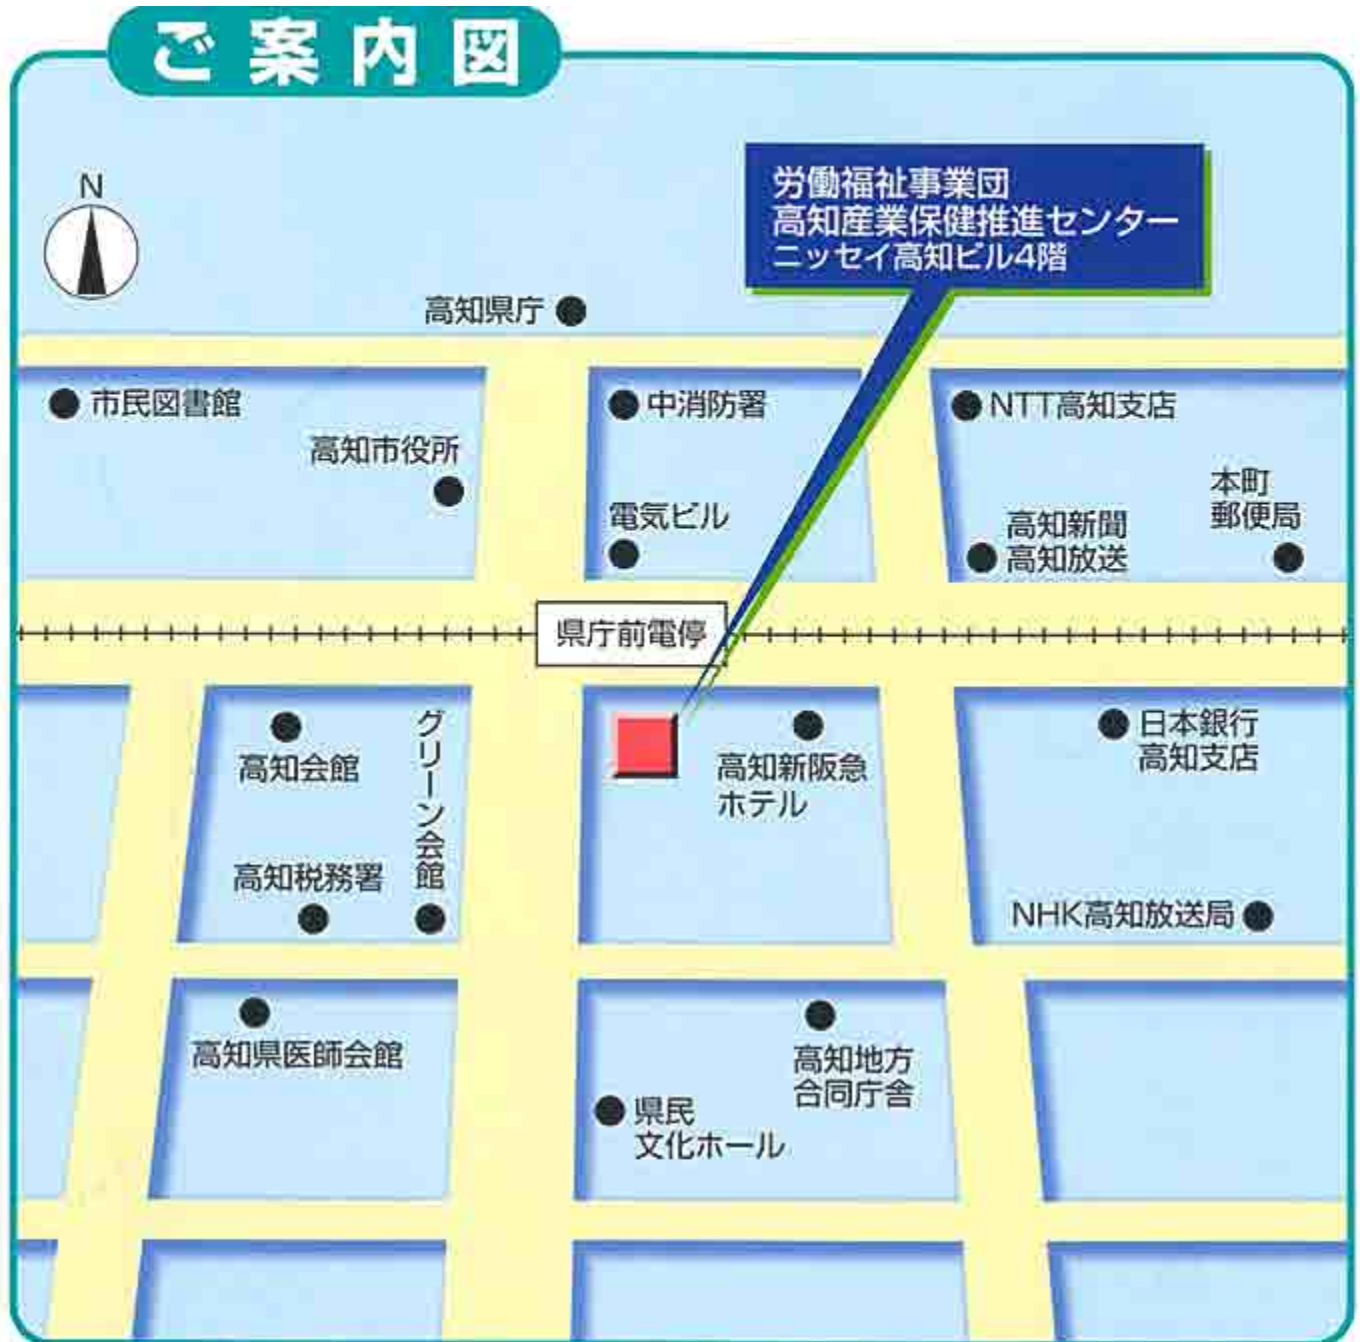 ご案内図
N
労働福祉事業団
高知産業保健推進センター
ニッセイ高知ビル4階
高知県庁
市民図書館
高知市役所
中消防署
電気ビル
NTT高知支店
高知新聞
高知放送
本町
郵便局
県庁前電停
高知会館
グリーン会館
高知税務署
高知新阪急
ホテル
日本銀行
高知支店
NHK高知放送局
高知県医師会館
高知地方
合同庁舎
県民
文化ホール